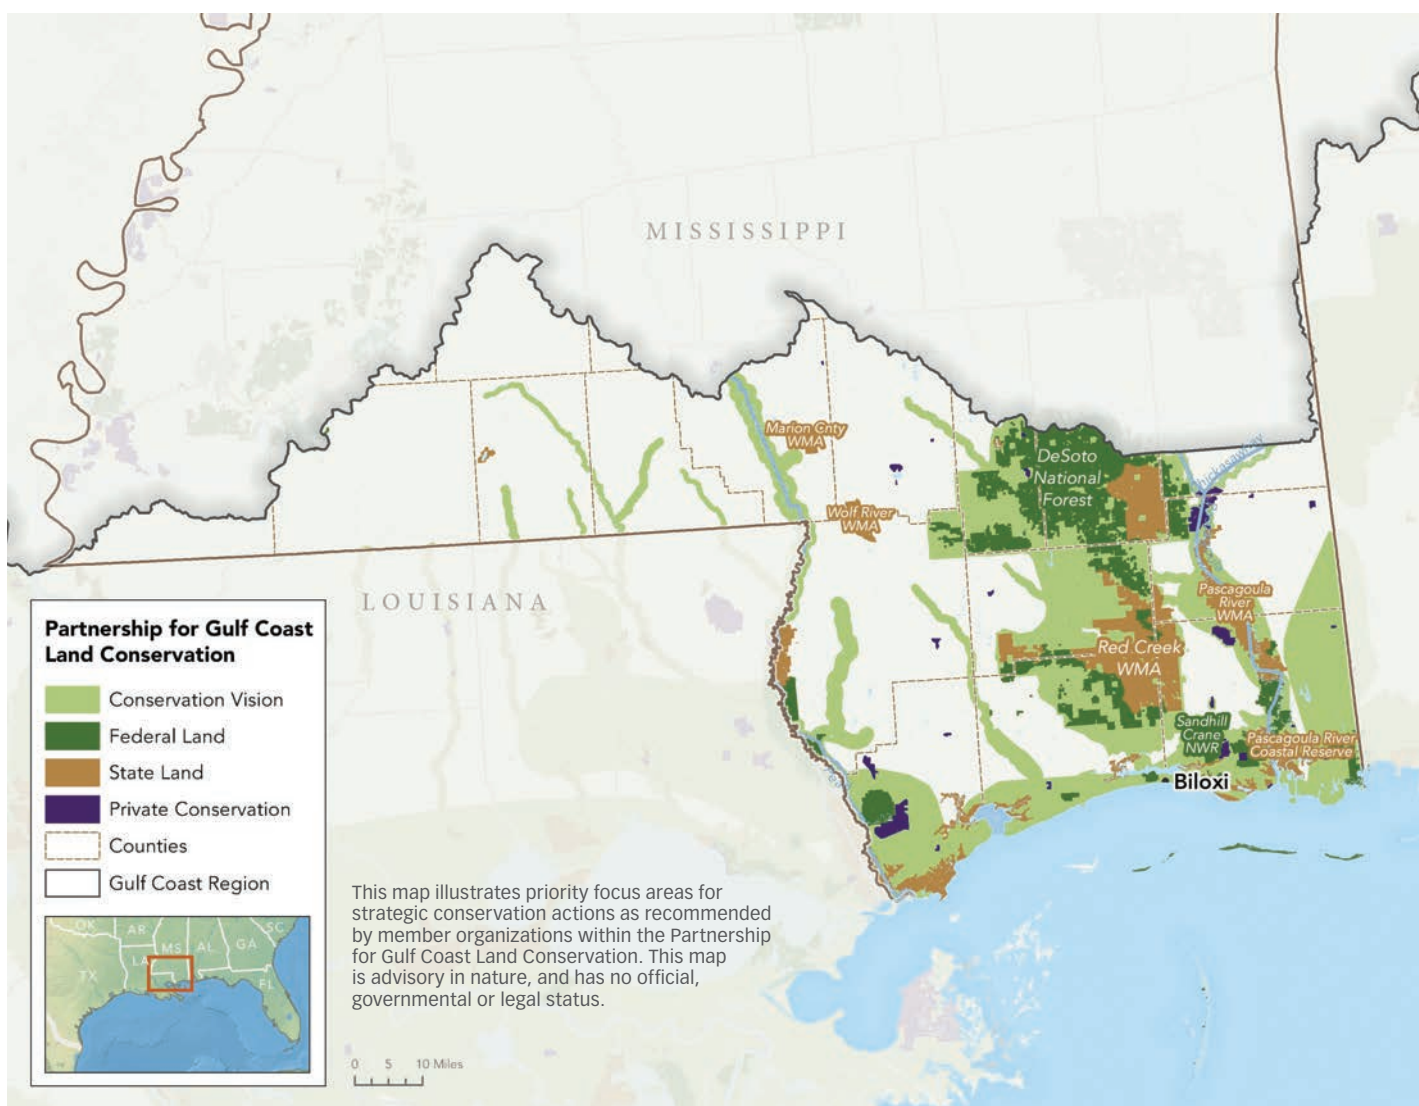 MISSISSIPPI
Marion Cnty
WMA
DeSoto
National
Forest
Wolf River
WMA
Pascagoula
River
WMA
LOUISIANA
Red Creek
WMA
Sandhill
Crane
NWR
Pascagoula River
Coastal Reserve
Biloxi
Partnership for Gulf Coast
Land Conservation
Conservation Vision
Federal Land
State Land
Private Conservation
Counties
Gulf Coast Region
OK
AR
SC
MS
AL
GA
LA
TX
FL
This map illustrates priority focus areas for
strategic conservation actions as recommended
by member organizations within the Partnership
for Gulf Coast Land Conservation. This map
is advisory in nature, and has no official,
governmental or legal status.
0 5 10 Miles